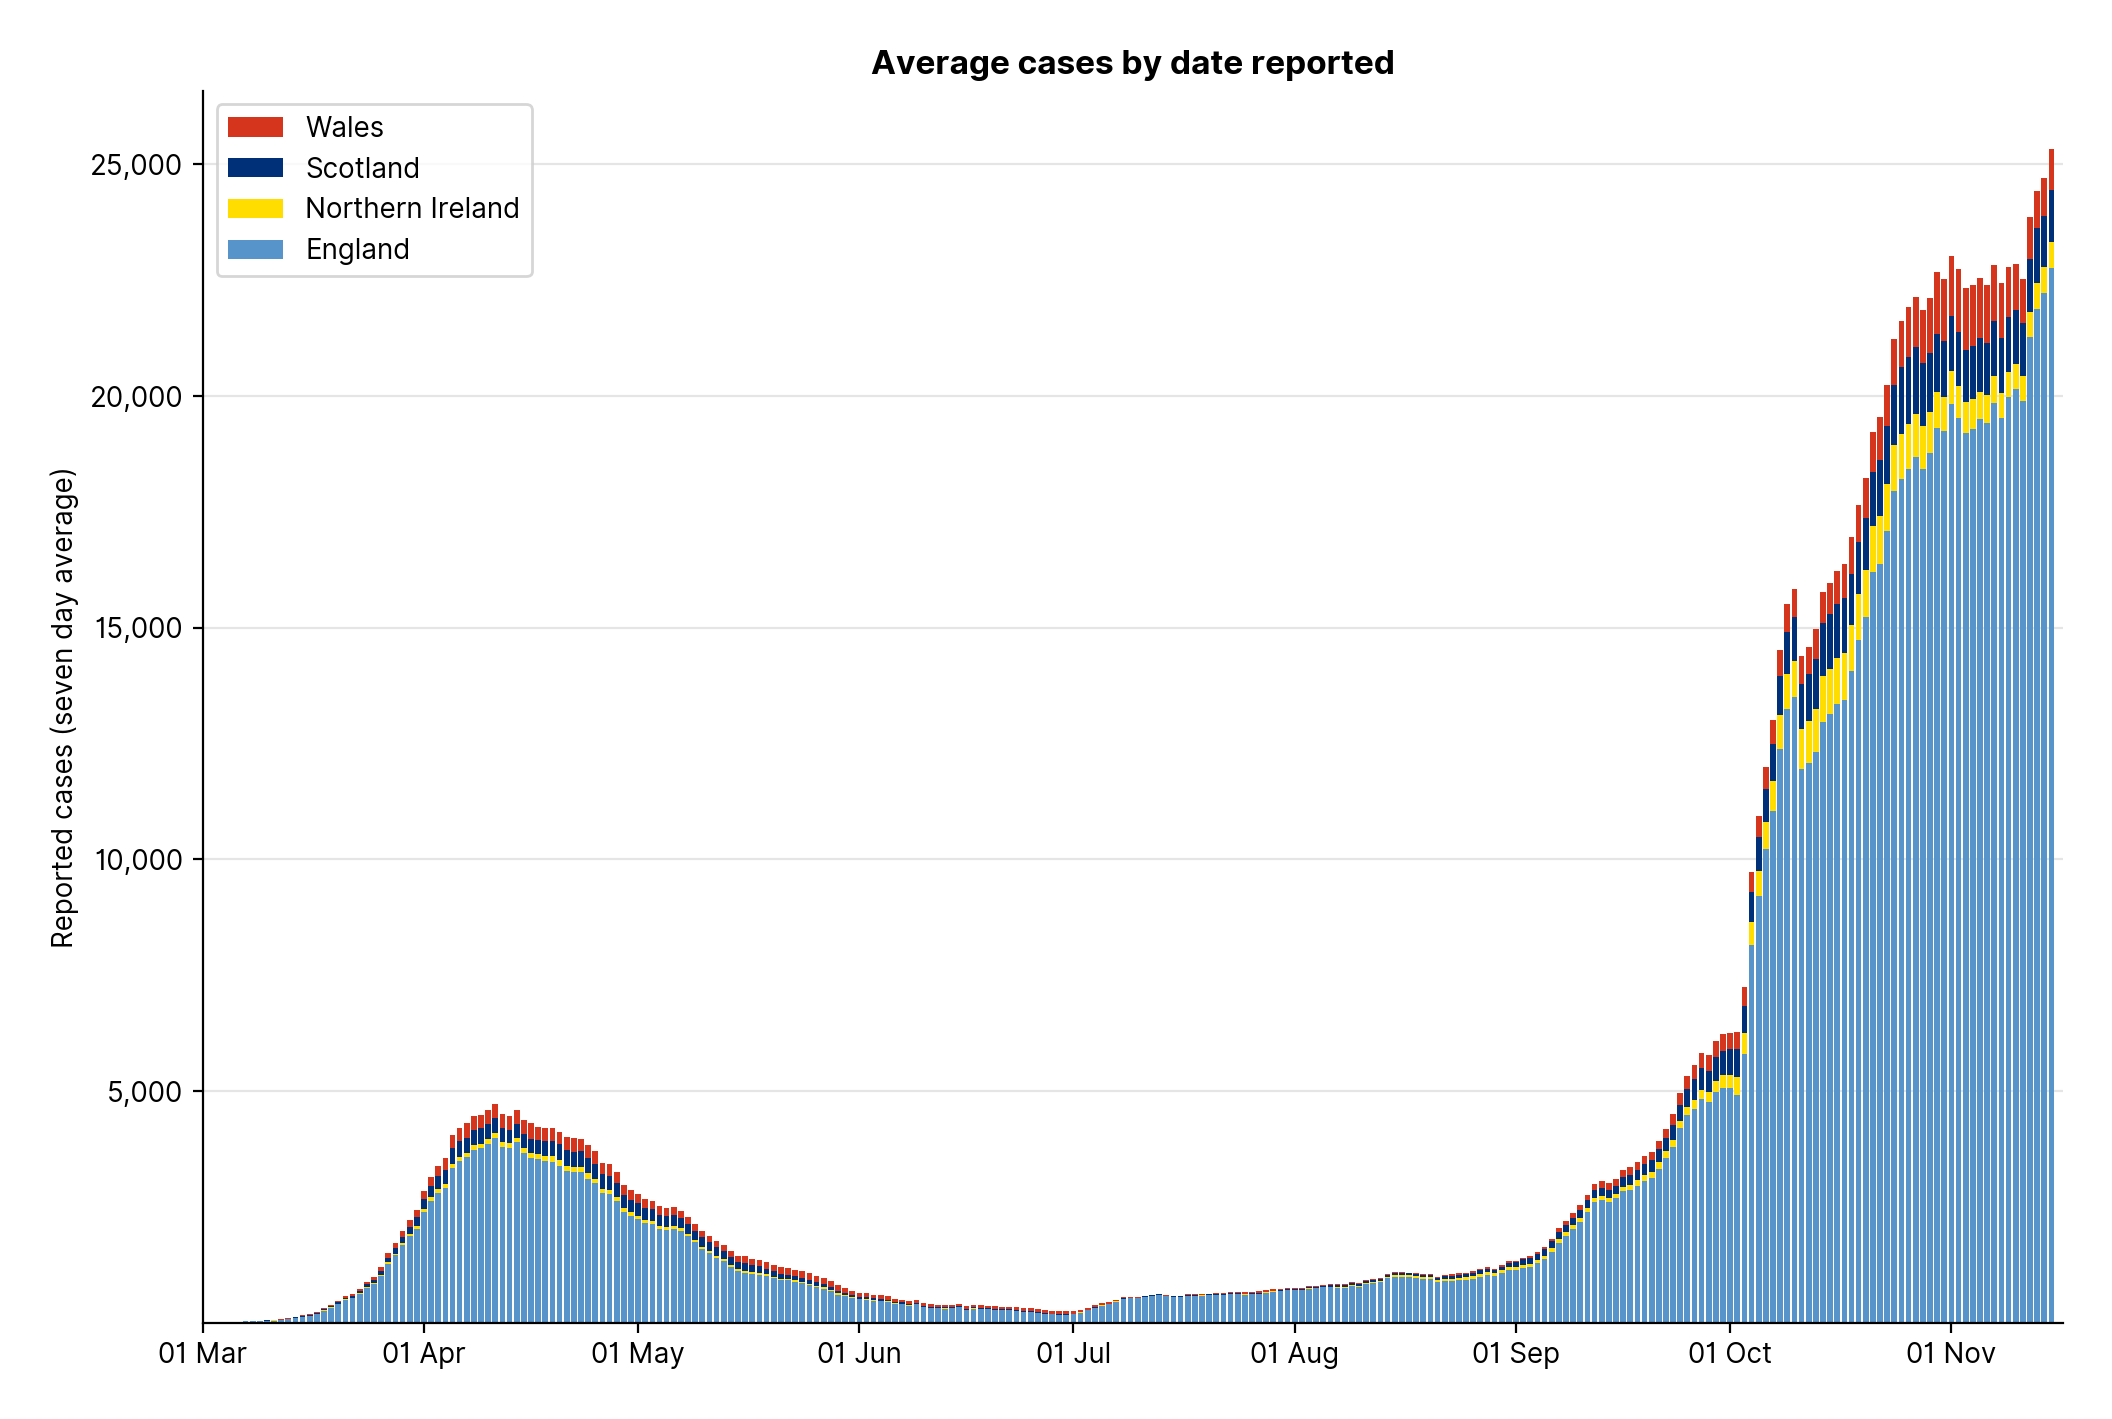 Average cases by date reported
Wales
Scotland
Northern Ireland
England
Reported cases (seven day average)
25,000
20,000
15,000
10,000
5,000
01 Mar
01 Apr
01 May
01 Jun
01 Jul
01 Aug
01 Sep
01 Oct
01 Nov